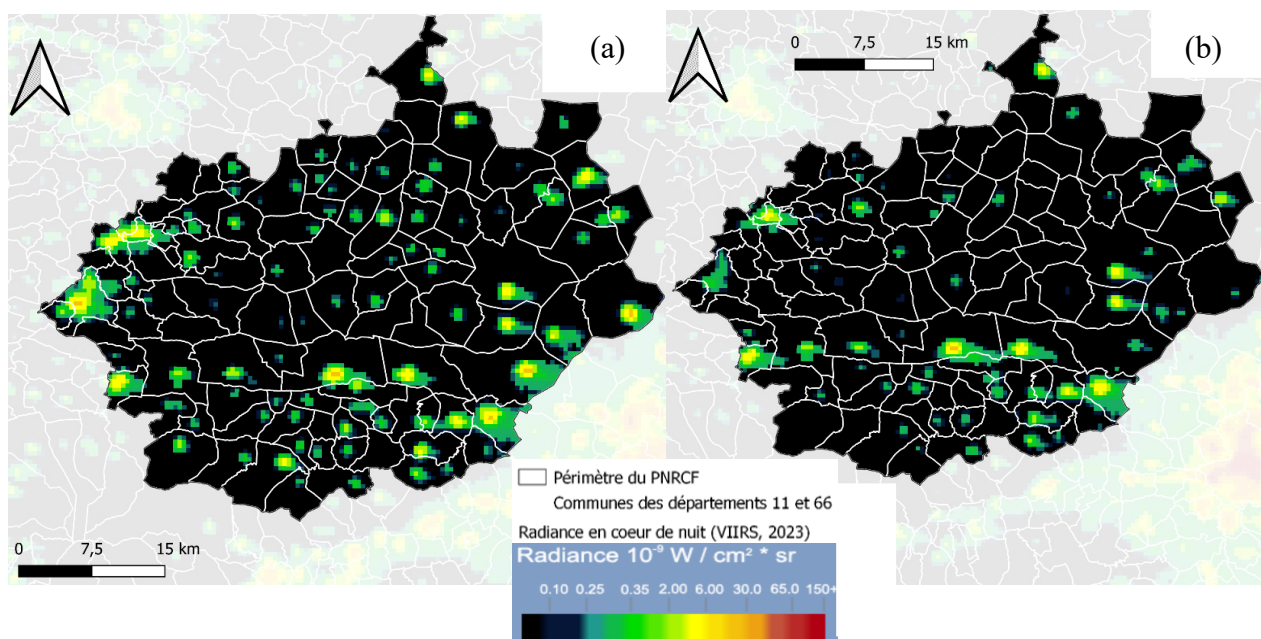 (a)
0 7,5 15 km
(b)
0 7,5 15 km
Périmètre du PNRCF
Communes des départements 11 et 66
Radiance en coeur de nuit (VIIRS, 2023)
Radiance 10⁻⁹ W / cm² * sr
0.10 0.25 0.35 2.00 6.00 30.0 65.0 150+